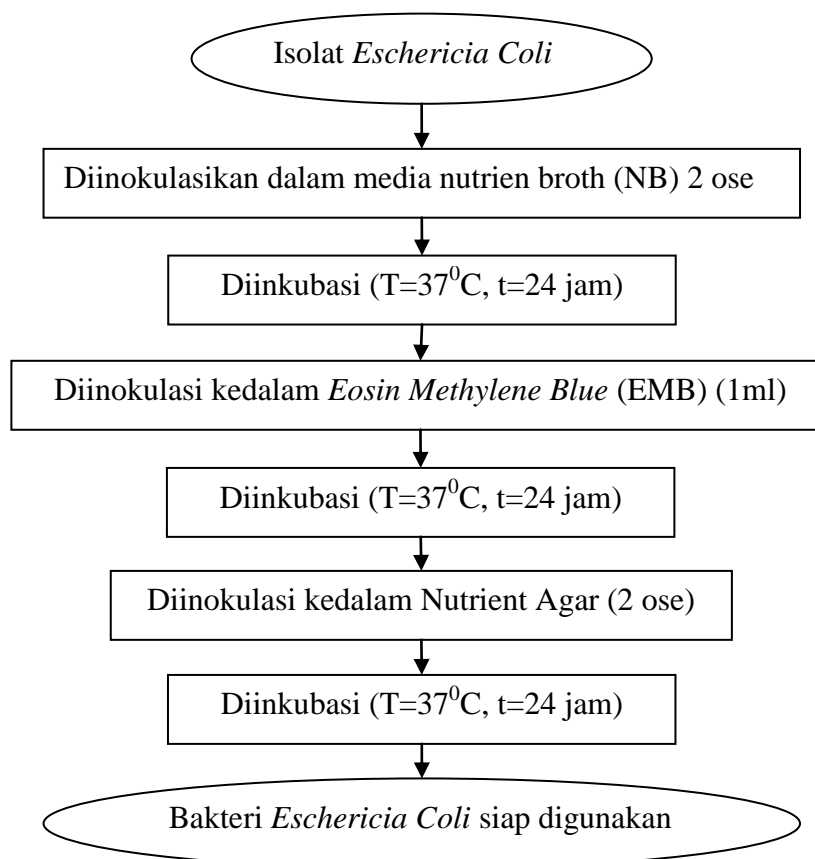 Isolat Eschericia Coli
Diinokulasikan dalam media nutrien broth (NB) 2 ose
Diinkubasi (T=37⁰C, t=24 jam)
Diinokulasi kedalam Eosin Methylene Blue (EMB) (1ml)
Diinkubasi (T=37⁰C, t=24 jam)
Diinokulasi kedalam Nutrient Agar (2 ose)
Diinkubasi (T=37⁰C, t=24 jam)
Bakteri Eschericia Coli siap digunakan